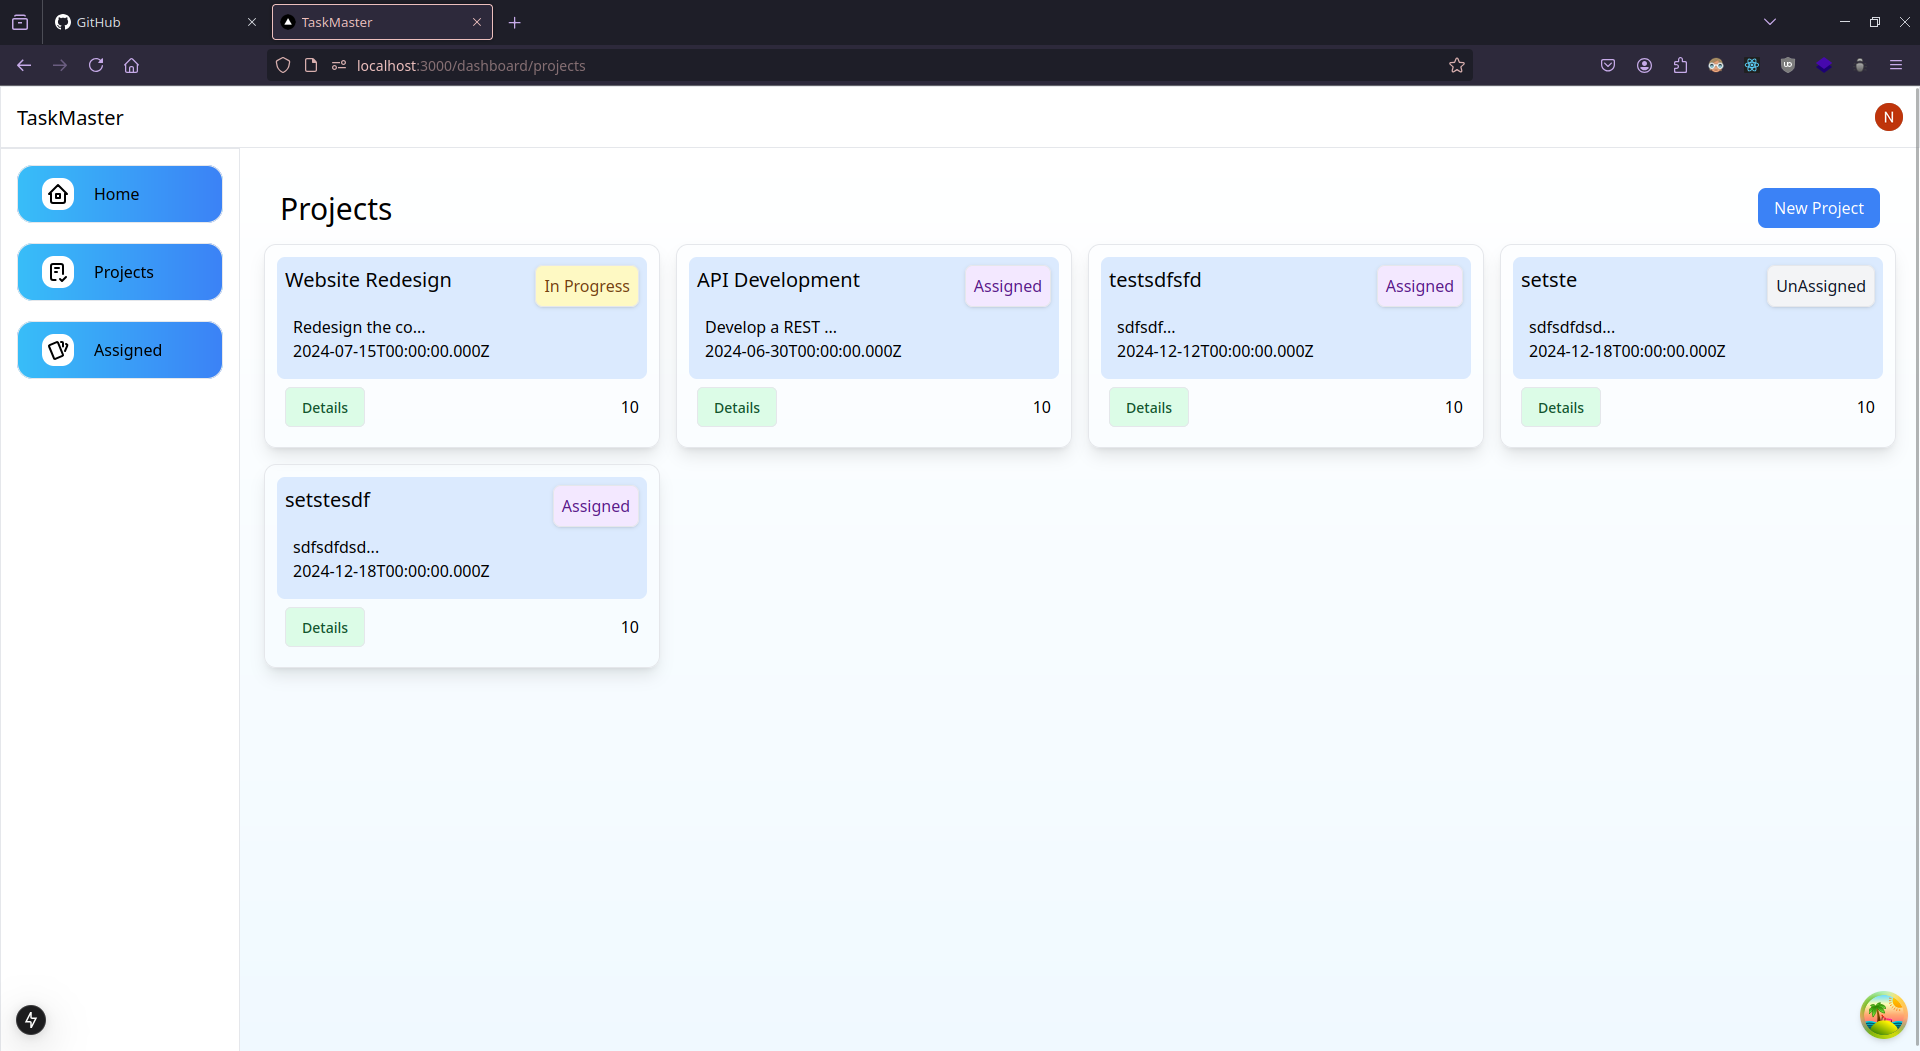 GitHub
TaskMaster
localhost:3000/dashboard/projects
TaskMaster
N
Home
Projects
Assigned
Projects
New Project
Website Redesign
In Progress
Redesign the co...
2024-07-15T00:00:00.000Z
Details
10
API Development
Assigned
Develop a REST ...
2024-06-30T00:00:00.000Z
Details
10
testsdfsfd
Assigned
sdfsdf...
2024-12-12T00:00:00.000Z
Details
10
setste
UnAssigned
sdfsdfdsd...
2024-12-18T00:00:00.000Z
Details
10
setstesdf
Assigned
sdfsdfdsd...
2024-12-18T00:00:00.000Z
Details
10